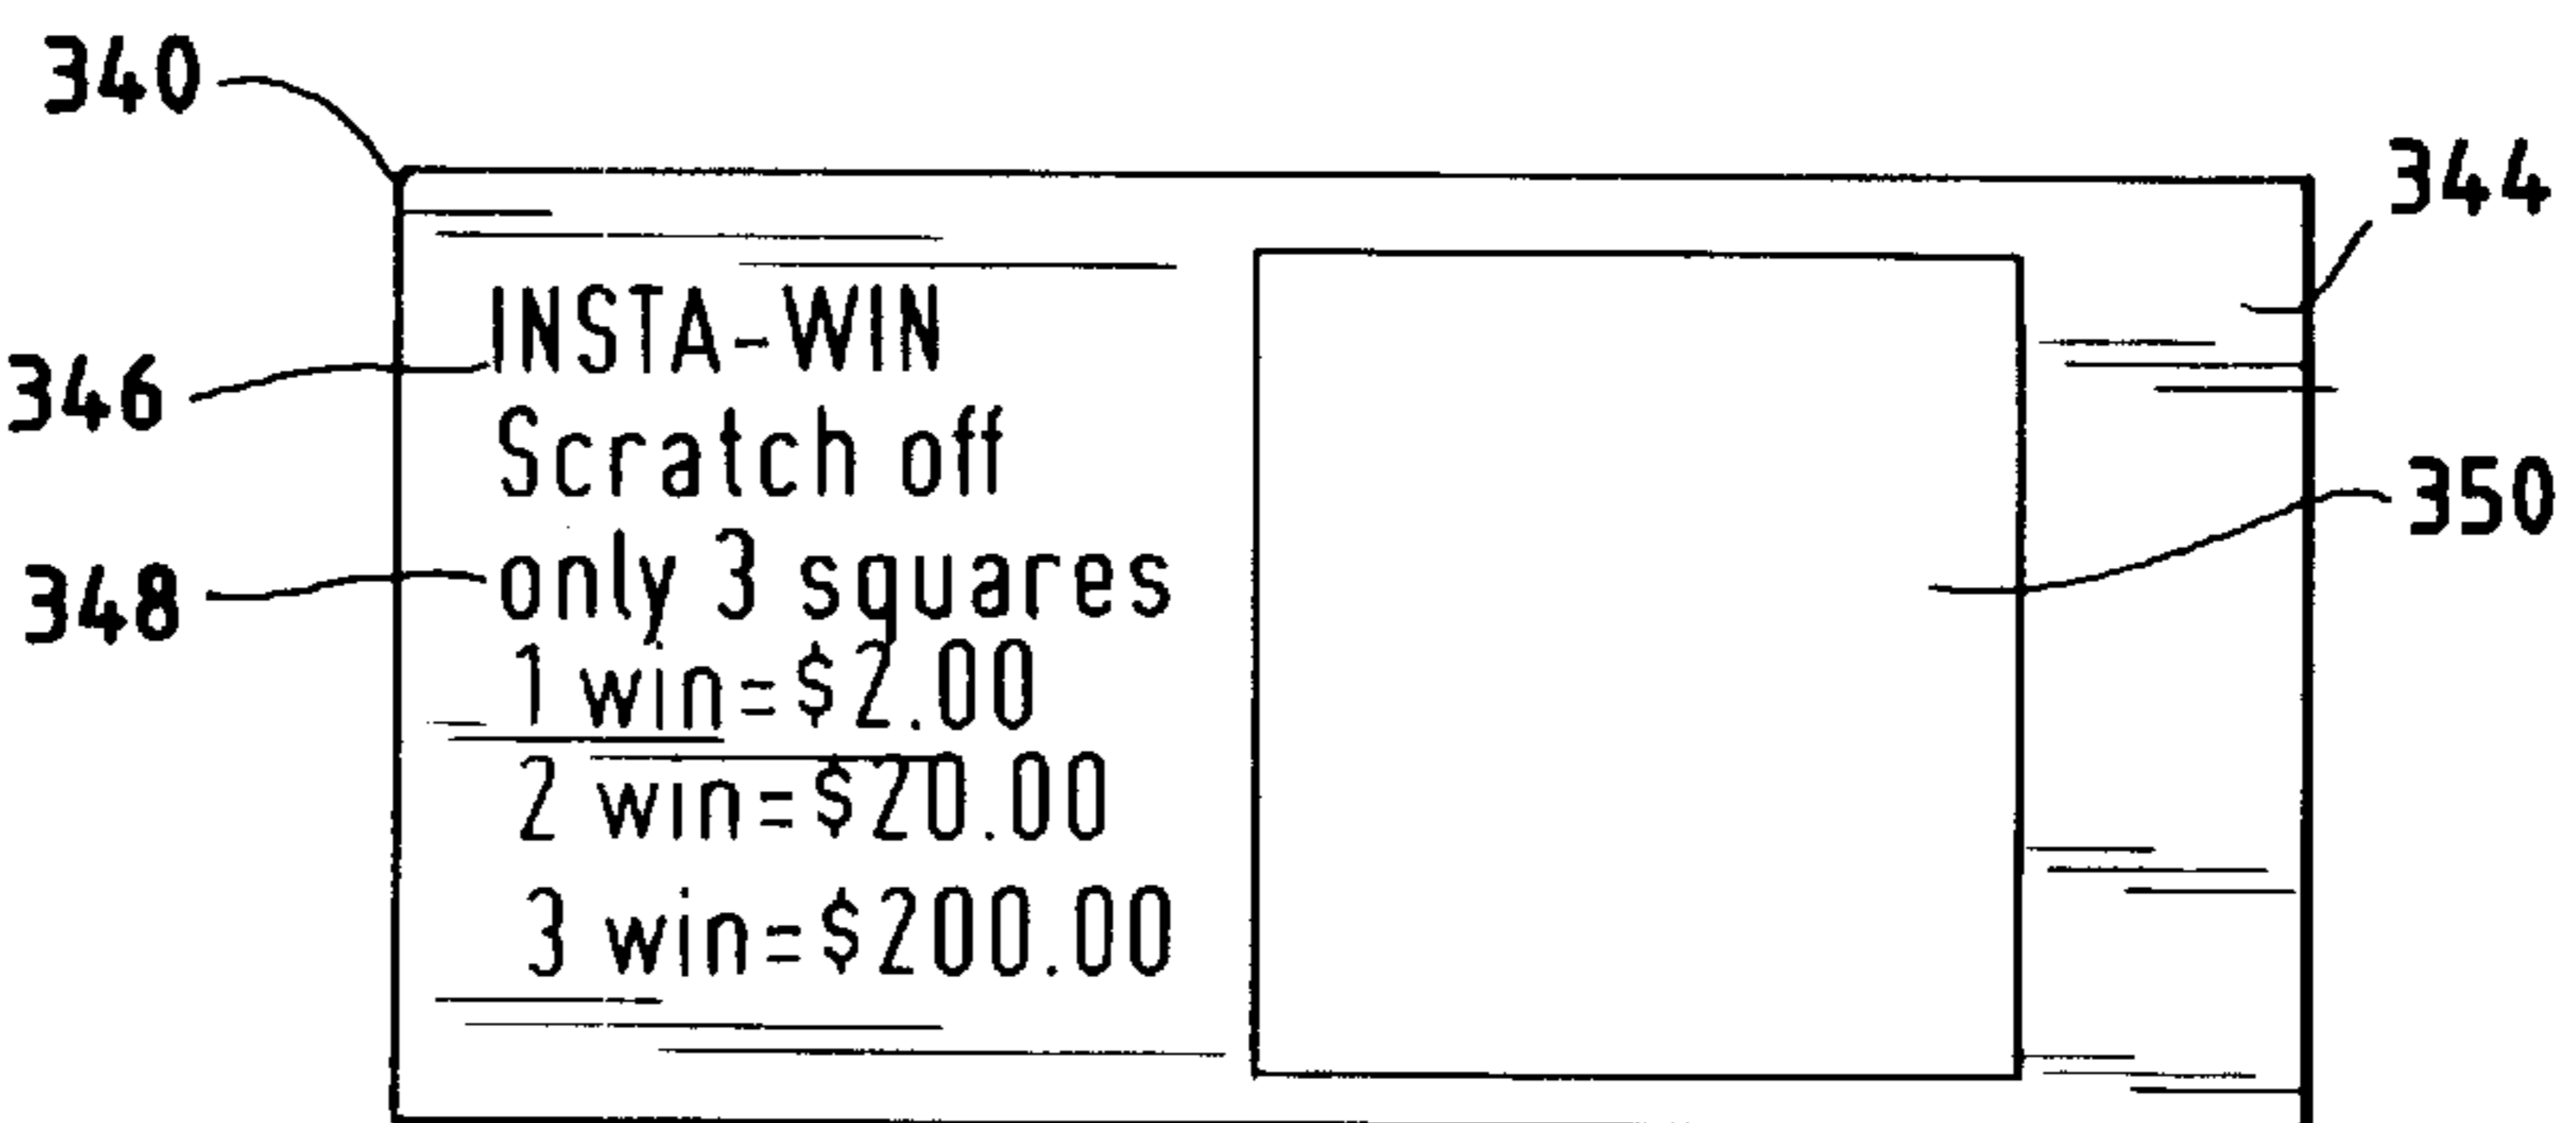 340
344
INSTA-WIN
346
Scratch off
350
only 3 squares
348
1 win=$2.00
2 win=$20.00
3 win=$200.00